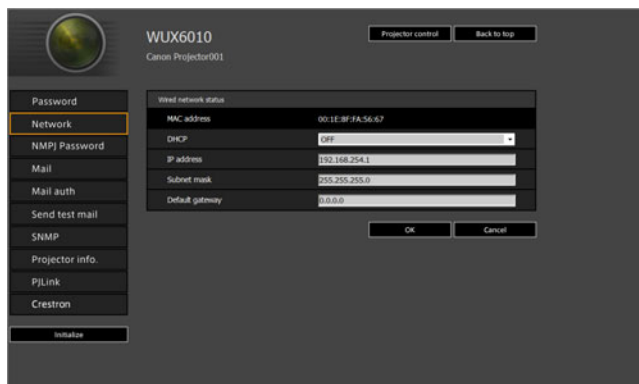 WUX6010
Projector control Back to top
Canon Projector001
Password
Network
NMPJ Password
Mail
Mail auth
Send test mail
SNMP
Projector info.
PJLink
Crestron
Initialize
Wired network status
MAC address 00:1E:8F:FA:56:67
DHCP OFF
IP address 192.168.254.1
Subnet mask 255.255.255.0
Default gateway 0.0.0.0
OK Cancel